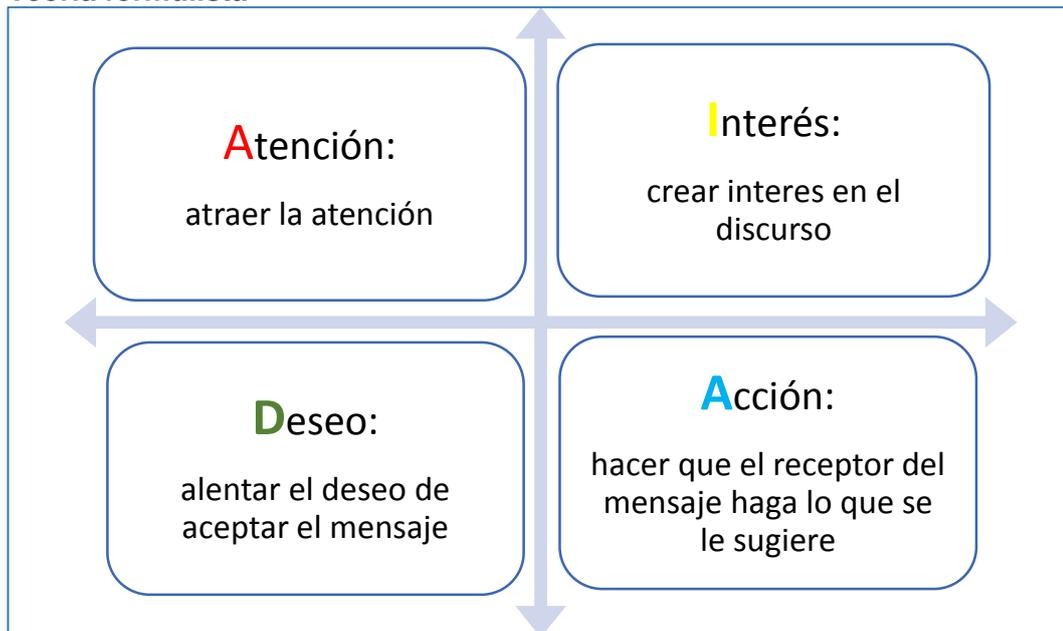 Atención:
atraer la atención
Interés:
crear interes en el
discurso
Deseo:
alentar el deseo de
aceptar el mensaje
Acción:
hacer que el receptor del
mensaje haga lo que se
le sugiere